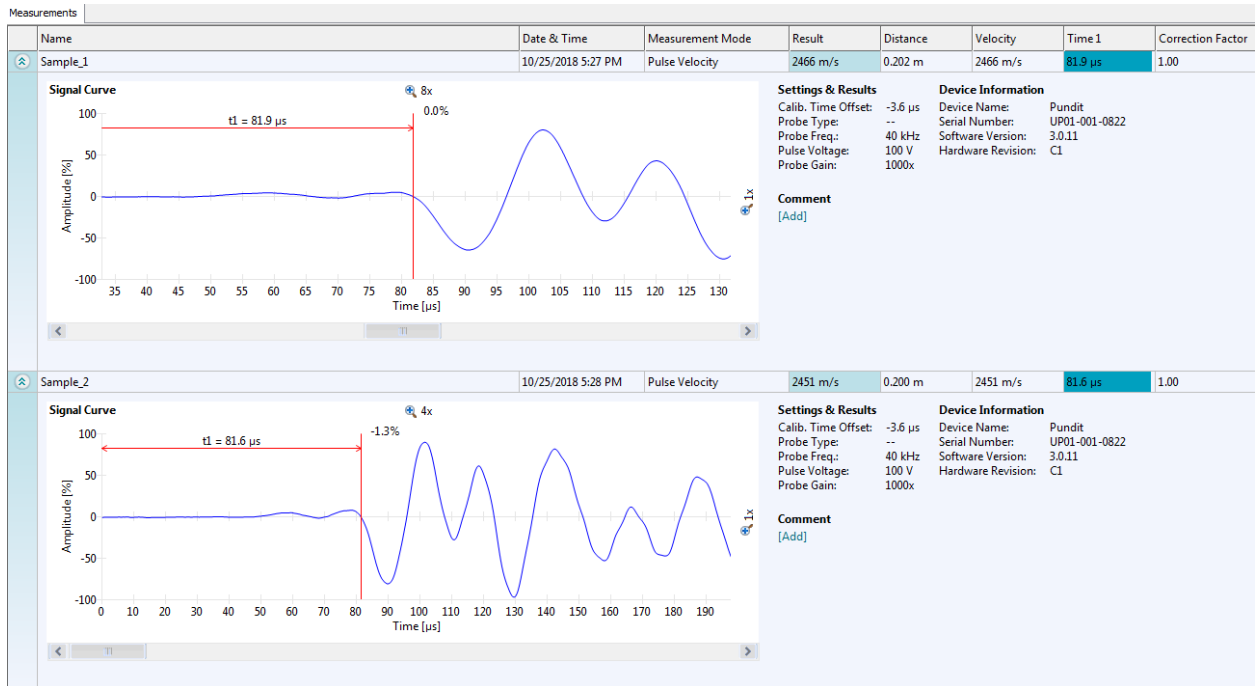 Measurements
Name Date & Time Measurement Mode Result Distance Velocity Time 1 Correction Factor
Sample_1 10/25/2018 5:27 PM Pulse Velocity 2466 m/s 0.202 m 2466 m/s 81.9 µs 1.00
Signal Curve 8x Settings & Results Device Information
100 t1 = 81.9 µs 0.0% Calib. Time Offset: -3.6 µs Device Name: Pundit
Probe Type: -- Serial Number: UP01-001-0822
50 Probe Freq.: 40 kHz Software Version: 3.0.11
Pulse Voltage: 100 V Hardware Revision: C1
Probe Gain: 1000x
Amplitude [%]
0 1x Comment
[Add]
-50
-100
35 40 45 50 55 60 65 70 75 80 85 90 95 100 105 110 115 120 125 130
Time [µs]
Sample_2 10/25/2018 5:28 PM Pulse Velocity 2451 m/s 0.200 m 2451 m/s 81.6 µs 1.00
Signal Curve 4x Settings & Results Device Information
100 t1 = 81.6 µs -1.3% Calib. Time Offset: -3.6 µs Device Name: Pundit
Probe Type: -- Serial Number: UP01-001-0822
50 Probe Freq.: 40 kHz Software Version: 3.0.11
Pulse Voltage: 100 V Hardware Revision: C1
Probe Gain: 1000x
Amplitude [%]
0 1x Comment
[Add]
-50
-100
0 10 20 30 40 50 60 70 80 90 100 110 120 130 140 150 160 170 180 190
Time [µs]